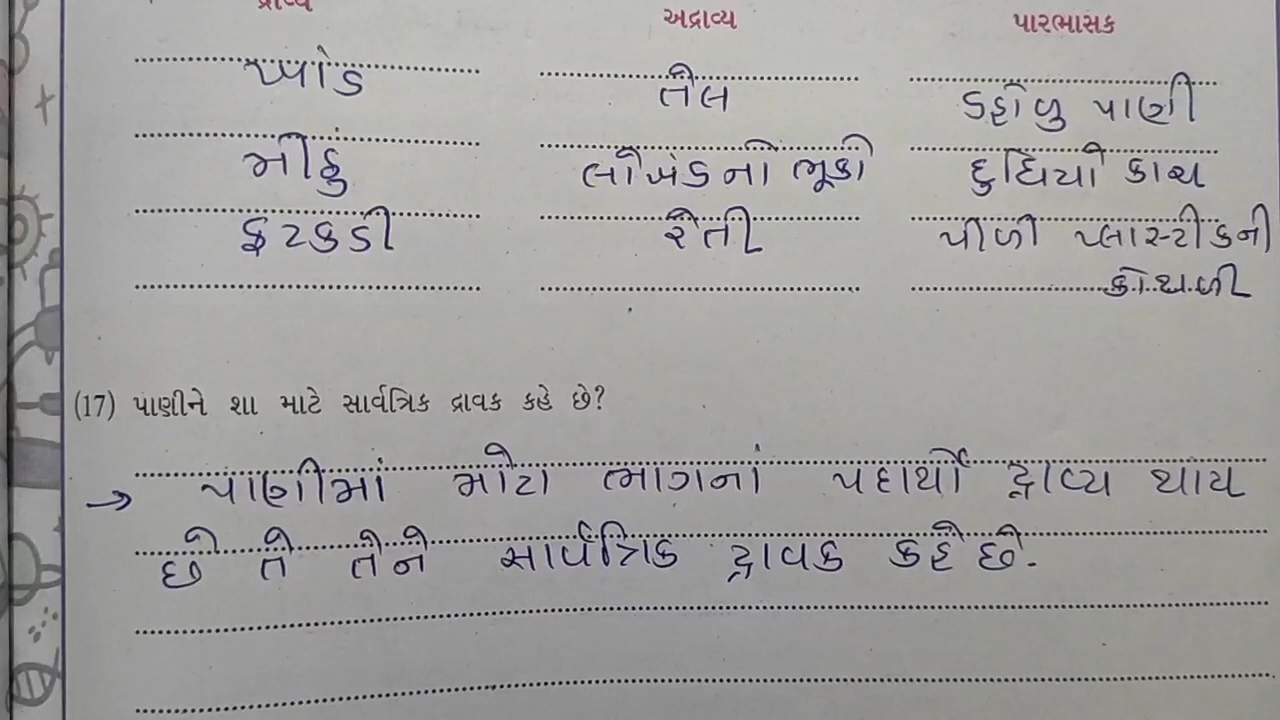 દ્રાવ્ય અદ્રાવ્ય પારભાસક
ખાંડ તેલ ડહોળુ પાણી
મીઠું લોખંડનો ભૂકો દુધિયો કાચ
ફટકડી રેતી પીળી પ્લાસ્ટીકની
કોથળી
(17) પાણીને શા માટે સાર્વત્રિક દ્રાવક કહે છે?
→ પાણીમાં મોટા ભાગનાં પદાર્થો દ્રાવ્ય થાય
છે તે તેને સાર્વત્રિક દ્રાવક કહે છે.